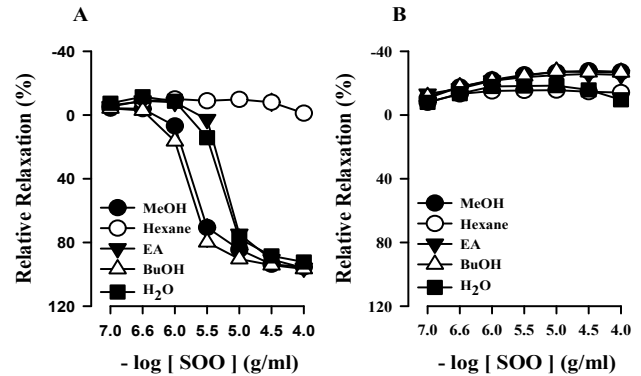 A
Relative Relaxation (%)
-40
0
40
80
120
MeOH
Hexane
EA
BuOH
H2O
7.0 6.6 6.0 5.5 5.0 4.5 4.0
- log [ SOO ] (g/ml)
B
Relative Relaxation (%)
-40
0
40
80
120
MeOH
Hexane
EA
BuOH
H2O
7.0 6.6 6.0 5.5 5.0 4.5 4.0
- log [ SOO ] (g/ml)